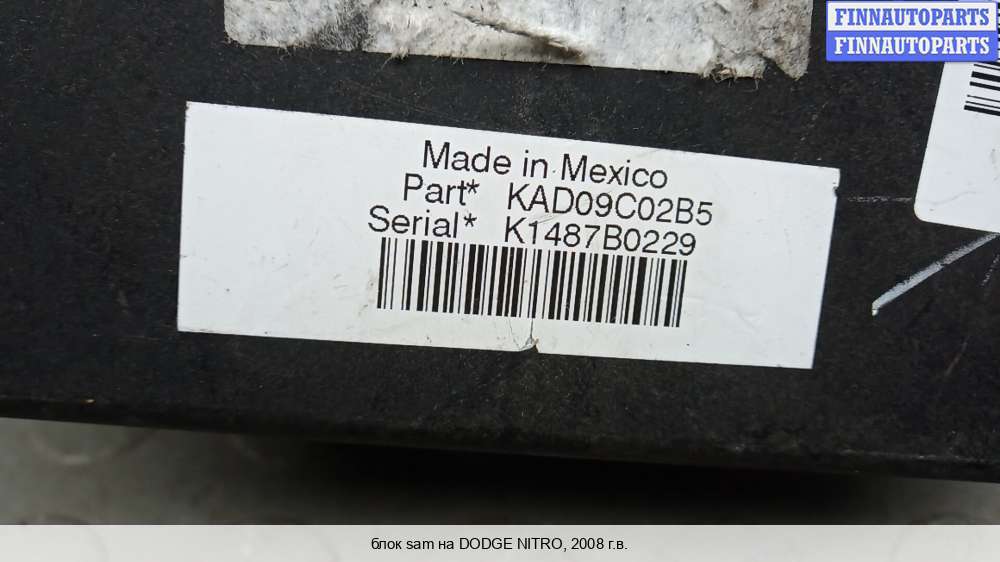 FINNAUTOPARTS
FINNAUTOPARTS
Made in Mexico
Part* KAD09C02B5
Serial* K1487B0229
блок sam на DODGE NITRO, 2008 г.в.